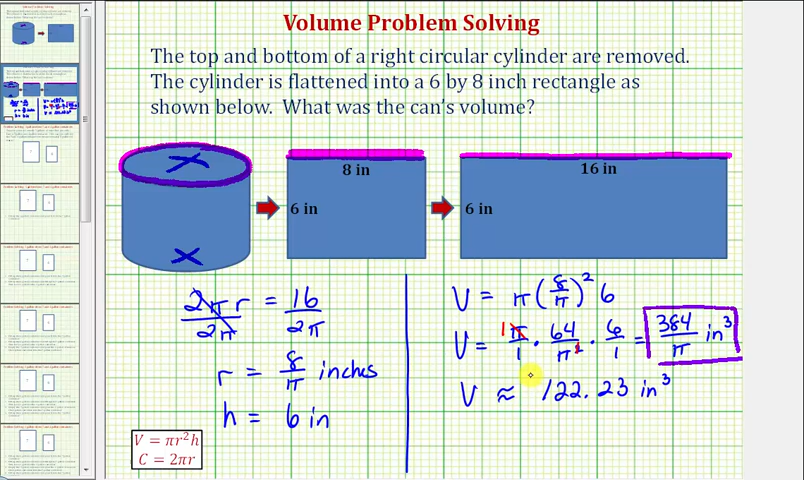 Volume Problem Solving
The top and bottom of a right circular cylinder are removed.
The cylinder is flattened into a 6 by 8 inch rectangle as
shown below. What was the can's volume?
8 in
16 in
6 in
6 in
2πr/2π = 16/2π
r = 8/π inches
h = 6 in
V = πr²h
C = 2πr
V = π(8/π)² 6
V = 1π/1 · 64/π² · 6/1 = 384/π in³
V ≈ 122.23 in³